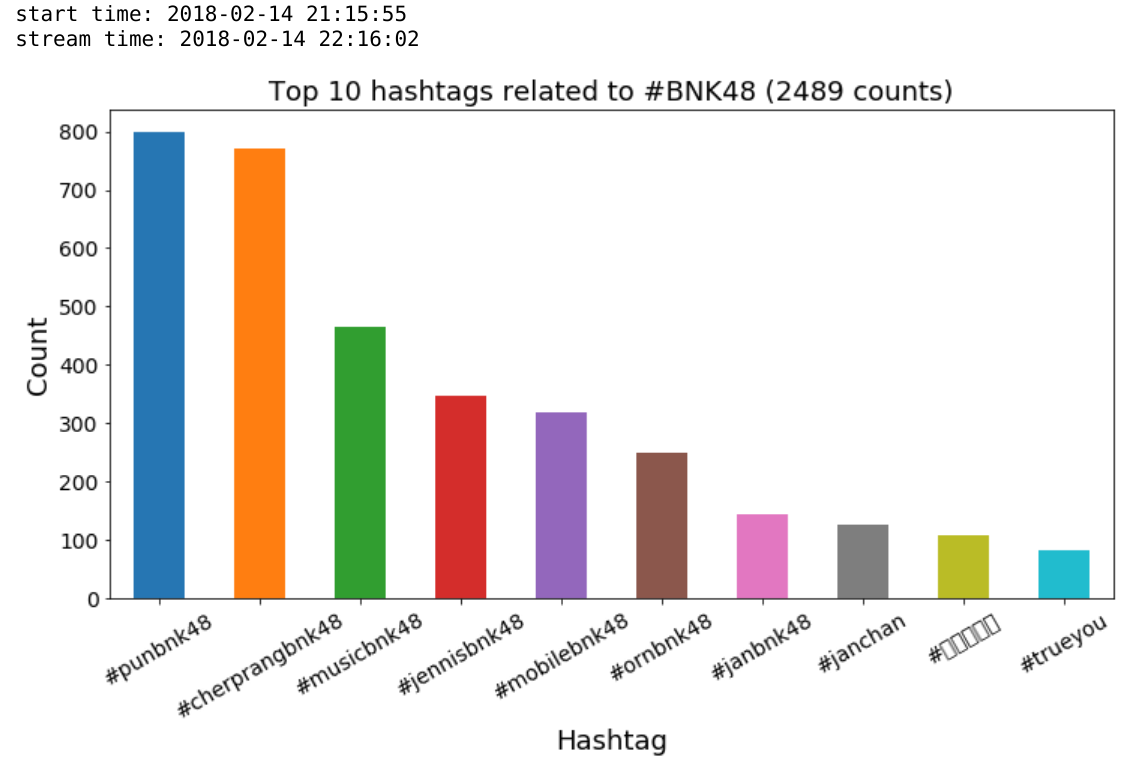 start time: 2018-02-14 21:15:55
stream time: 2018-02-14 22:16:02
Top 10 hashtags related to #BNK48 (2489 counts)
800
700
600
500
400
300
200
100
0
Count
#punbnk48
#cherprangbnk48
#musicbnk48
#jennisbnk48
#mobilebnk48
#ornbnk48
#janbnk48
#janchan
#
#trueyou
Hashtag